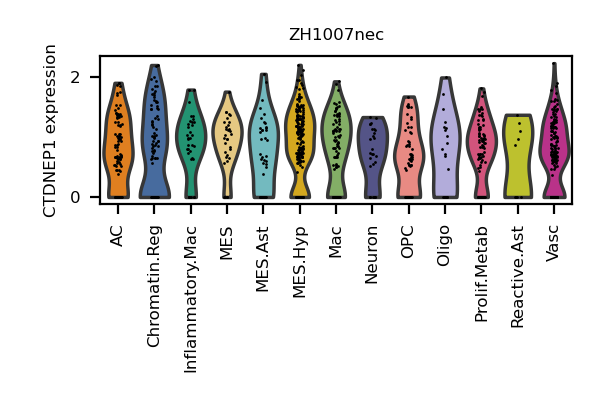 ZH1007nec
CTDNEP1 expression
2
0
AC
Chromatin.Reg
Inflammatory.Mac
MES
MES.Ast
MES.Hyp
Mac
Neuron
OPC
Oligo
Prolif.Metab
Reactive.Ast
Vasc